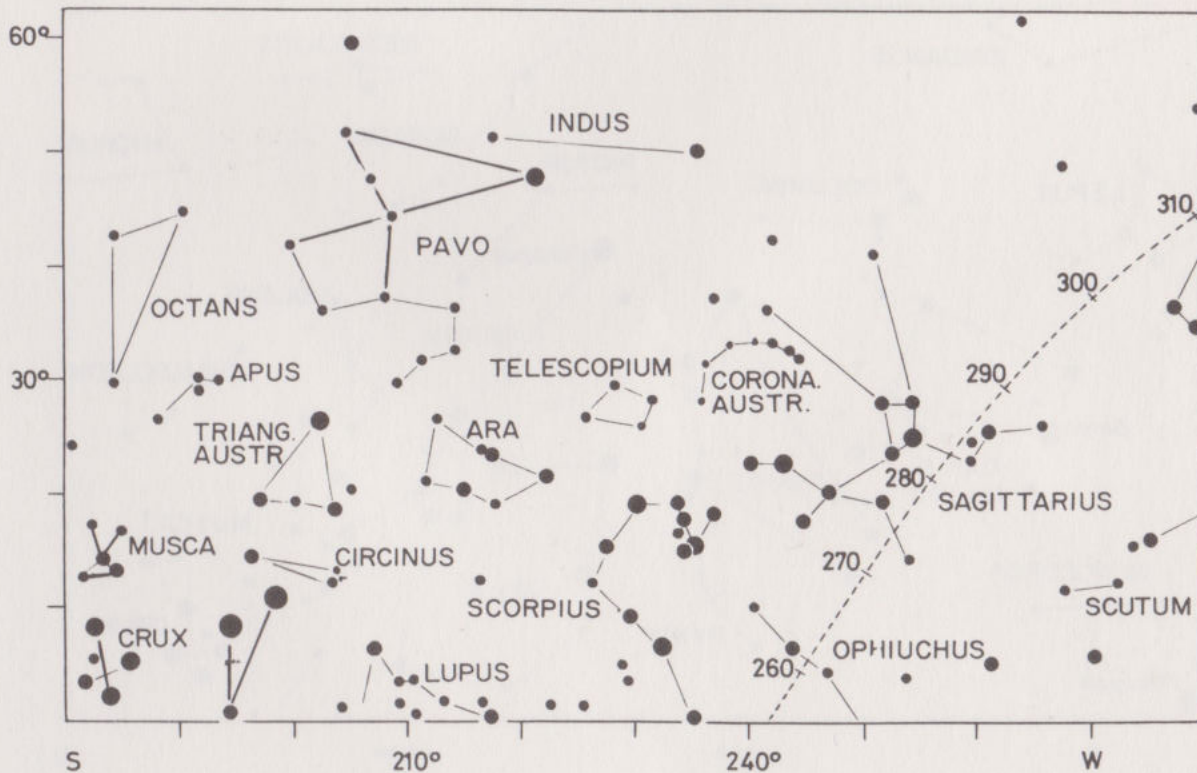 60°
INDUS
310
PAVO
300
OCTANS
30°
APUS
TELESCOPIUM
CORONA.
AUSTR.
290
TRIANG.
AUSTR.
ARA
280
SAGITTARIUS
MUSCA
CIRCINUS
270
SCORPIUS
SCUTUM
CRUX
LUPUS
OPHIUCHUS
260
S
210°
240°
W